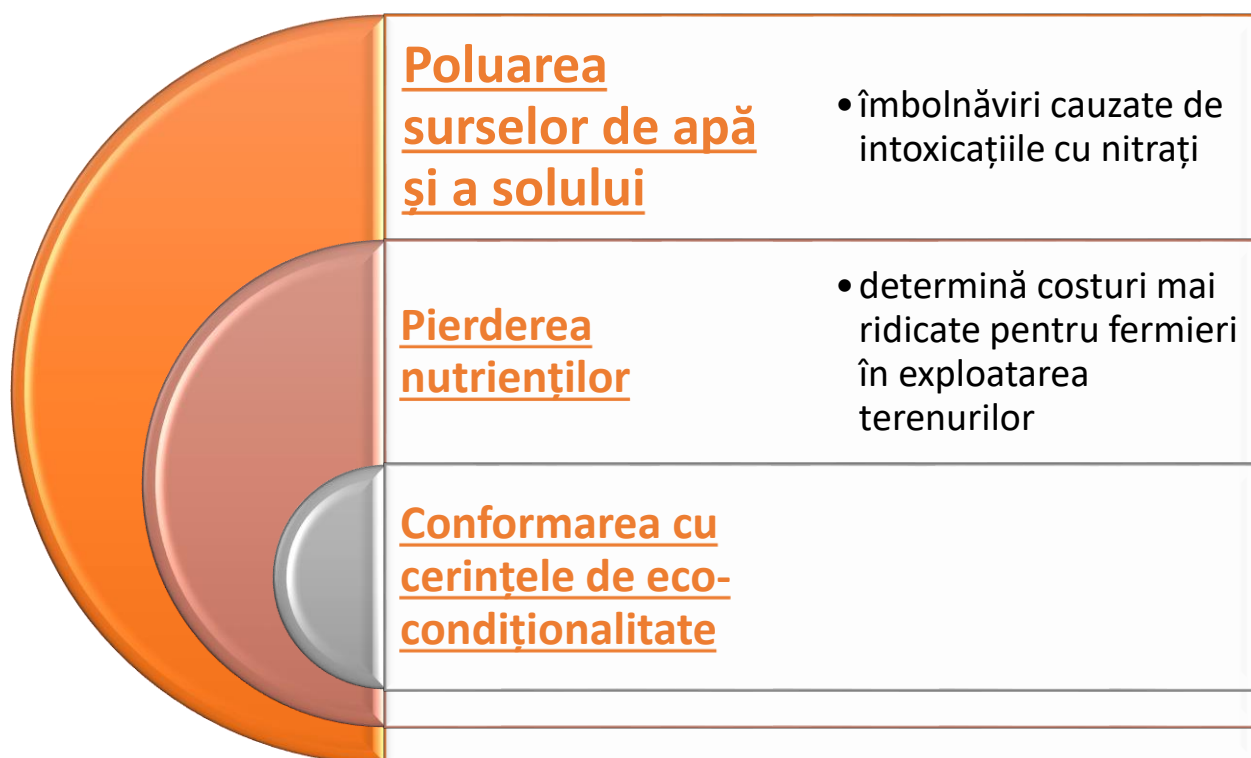 Poluarea
surselor de apă
și a solului
•îmbolnăviri cauzate de
intoxicațiile cu nitrați
Pierderea
nutrienților
•determină costuri mai
ridicate pentru fermieri
în exploatarea
terenurilor
Conformarea cu
cerințele de eco-
condiționalitate